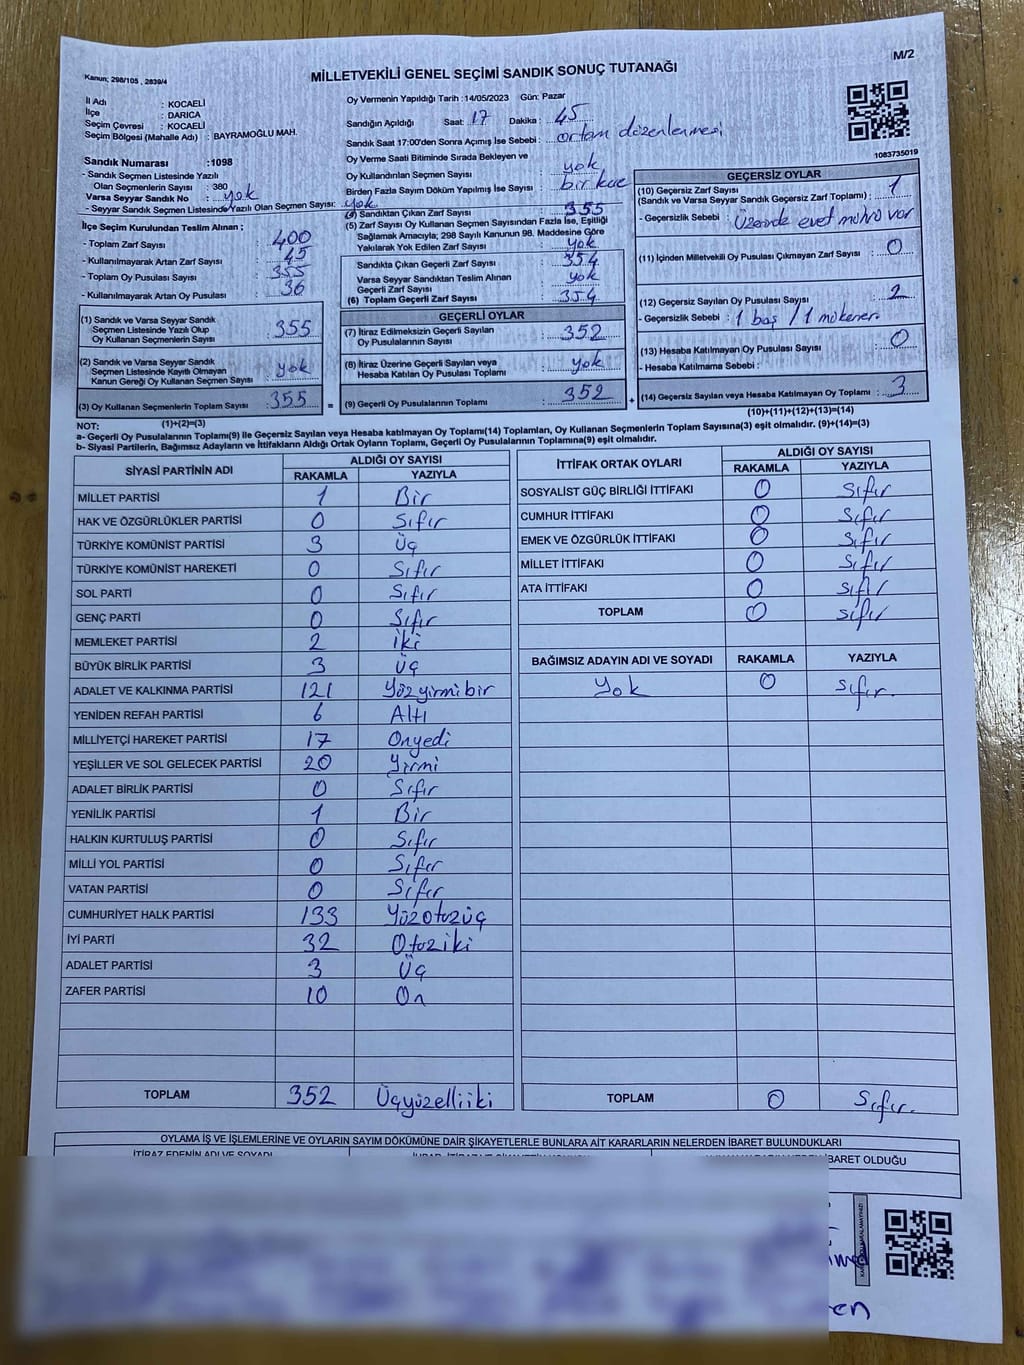 Kanun; 298/105 , 2839/4
MİLLETVEKİLİ GENEL SEÇİMİ SANDIK SONUÇ TUTANAĞI
M/2
İl Adı : KOCAELİ
İlçe : DARICA
Seçim Çevresi : KOCAELİ
Seçim Bölgesi (Mahalle Adı) : BAYRAMOĞLU MAH.
Sandık Numarası :1098
- Sandık Seçmen Listesinde Yazılı
Olan Seçmenlerin Sayısı : 380
Varsa Seyyar Sandık No : yok
- Seyyar Sandık Seçmen Listesinde Yazılı Olan Seçmen Sayısı: yok
İlçe Seçim Kurulundan Teslim Alınan ;
- Toplam Zarf Sayısı : 400
- Kullanılmayarak Artan Zarf Sayısı : 45
- Toplam Oy Pusulası Sayısı : 355
- Kullanılmayarak Artan Oy Pusulası : 36
(1) Sandık ve Varsa Seyyar Sandık
Seçmen Listesinde Yazılı Olup
Oy Kullanan Seçmenlerin Sayısı : 355
(2) Sandık ve Varsa Seyyar Sandık
Seçmen Listesinde Kayıtlı Olmayan
Kanun Gereği Oy Kullanan Seçmen Sayısı : yok
(3) Oy Kullanan Seçmenlerin Toplam Sayısı : 355 =
(1)+(2)=(3)
Oy Vermenin Yapıldığı Tarih :14/05/2023 Gün: Pazar
Sandığın Açıldığı Saat: 17 Dakika : 45
Sandık Saat 17:00'den Sonra Açımış İse Sebebi : ortam düzenlenmesi
Oy Verme Saati Bitiminde Sırada Bekleyen ve
Oy Kullandırılan Seçmen Sayısı : yok
Birden Fazla Sayım Döküm Yapılmış İse Sayısı : bir kere
(4) Sandıktan Çıkan Zarf Sayısı : 355
(5) Zarf Sayısı Oy Kullanan Seçmen Sayısından Fazla İse, Eşitliği
Sağlamak Amacıyla; 298 Sayılı Kanunun 98. Maddesine Göre
Yakılarak Yok Edilen Zarf Sayısı : yok
Sandıkta Çıkan Geçerli Zarf Sayısı : 354
Varsa Seyyar Sandıktan Teslim Alınan
Geçerli Zarf Sayısı : yok
(6) Toplam Geçerli Zarf Sayısı : 354
GEÇERLİ OYLAR
(7) İtiraz Edilmeksizin Geçerli Sayılan
Oy Pusulalarının Sayısı : 352
(8) İtiraz Üzerine Geçerli Sayılan veya
Hesaba Katılan Oy Pusulası Toplamı : yok
(9) Geçerli Oy Pusulalarının Toplamı : 352 +
1083735019
GEÇERSİZ OYLAR
(10) Geçersiz Zarf Sayısı : 1
(Sandık ve Varsa Seyyar Sandık Geçersiz Zarf Toplamı)
- Geçersizlik Sebebi : Üzerinde evet mührü var
(11) İçinden Milletvekili Oy Pusulası Çıkmayan Zarf Sayısı : 0
(12) Geçersiz Sayılan Oy Pusulası Sayısı : 2
- Geçersizlik Sebebi : 1 boş / 1 mükerrer
(13) Hesaba Katılmayan Oy Pusulası Sayısı : 0
- Hesaba Katılmama Sebebi :
(14) Geçersiz Sayılan veya Hesaba Katılmayan Oy Toplamı : 3
(10)+(11)+(12)+(13)=(14)
NOT:
a- Geçerli Oy Pusulalarının Toplamı(9) ile Geçersiz Sayılan veya Hesaba katılmayan Oy Toplamı(14) Toplamları, Oy Kullanan Seçmenlerin Toplam Sayısına(3) eşit olmalıdır. (9)+(14)=(3)
b- Siyasi Partilerin, Bağımsız Adayların ve İttifakların Aldığı Ortak Oyların Toplamı, Geçerli Oy Pusulalarının Toplamına(9) eşit olmalıdır.
SİYASİ PARTİNİN ADI ALDIĞI OY SAYISI
RAKAMLA YAZIYLA
MİLLET PARTİSİ 1 Bir
HAK VE ÖZGÜRLÜKLER PARTİSİ 0 Sıfır
TÜRKİYE KOMÜNİST PARTİSİ 3 Üç
TÜRKİYE KOMÜNİST HAREKETİ 0 Sıfır
SOL PARTİ 0 Sıfır
GENÇ PARTİ 0 Sıfır
MEMLEKET PARTİSİ 2 İki
BÜYÜK BİRLİK PARTİSİ 3 Üç
ADALET VE KALKINMA PARTİSİ 121 Yüzyirmibir
YENİDEN REFAH PARTİSİ 6 Altı
MİLLİYETÇİ HAREKET PARTİSİ 17 Onyedi
YEŞİLLER VE SOL GELECEK PARTİSİ 20 Yirmi
ADALET BİRLİK PARTİSİ 0 Sıfır
YENİLİK PARTİSİ 1 Bir
HALKIN KURTULUŞ PARTİSİ 0 Sıfır
MİLLİ YOL PARTİSİ 0 Sıfır
VATAN PARTİSİ 0 Sıfır
CUMHURİYET HALK PARTİSİ 133 Yüzotuzüç
İYİ PARTİ 32 Otuziki
ADALET PARTİSİ 3 Üç
ZAFER PARTİSİ 10 On
TOPLAM 352 Üçyüzelliiki
İTTİFAK ORTAK OYLARI ALDIĞI OY SAYISI
RAKAMLA YAZIYLA
SOSYALİST GÜÇ BİRLİĞİ İTTİFAKI 0 Sıfır
CUMHUR İTTİFAKI 0 Sıfır
EMEK VE ÖZGÜRLÜK İTTİFAKI 0 Sıfır
MİLLET İTTİFAKI 0 Sıfır
ATA İTTİFAKI 0 Sıfır
TOPLAM 0 sıfır
BAĞIMSIZ ADAYIN ADI VE SOYADI RAKAMLA YAZIYLA
Yok 0 sıfır.
TOPLAM 0 Sıfır.
OYLAMA İŞ VE İŞLEMLERİNE VE OYLARIN SAYIM DÖKÜMÜNE DAİR ŞİKAYETLERLE BUNLARA AİT KARARLARIN NELERDEN İBARET BULUNDUKLARI
İTİRAZ EDENİN ADI VE SOYADI
İBARET OLDUĞU